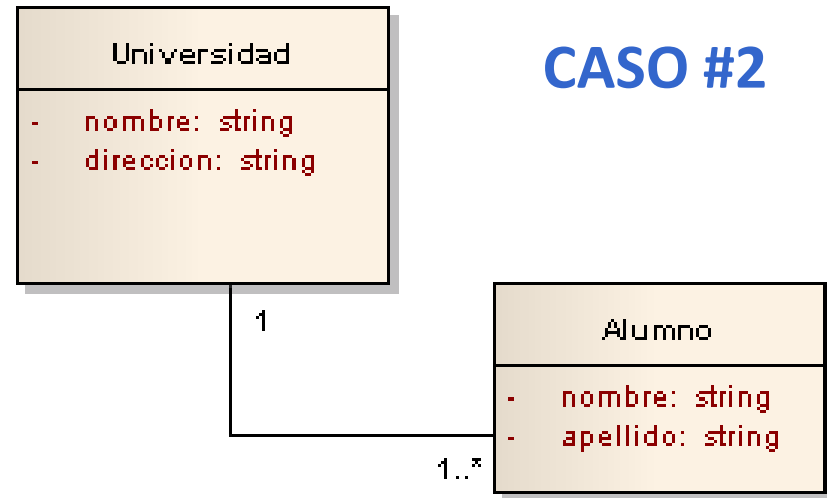 Universidad
CASO #2
- nombre: string
- direccion: string
1
Alumno
- nombre: string
- apellido: string
1..*